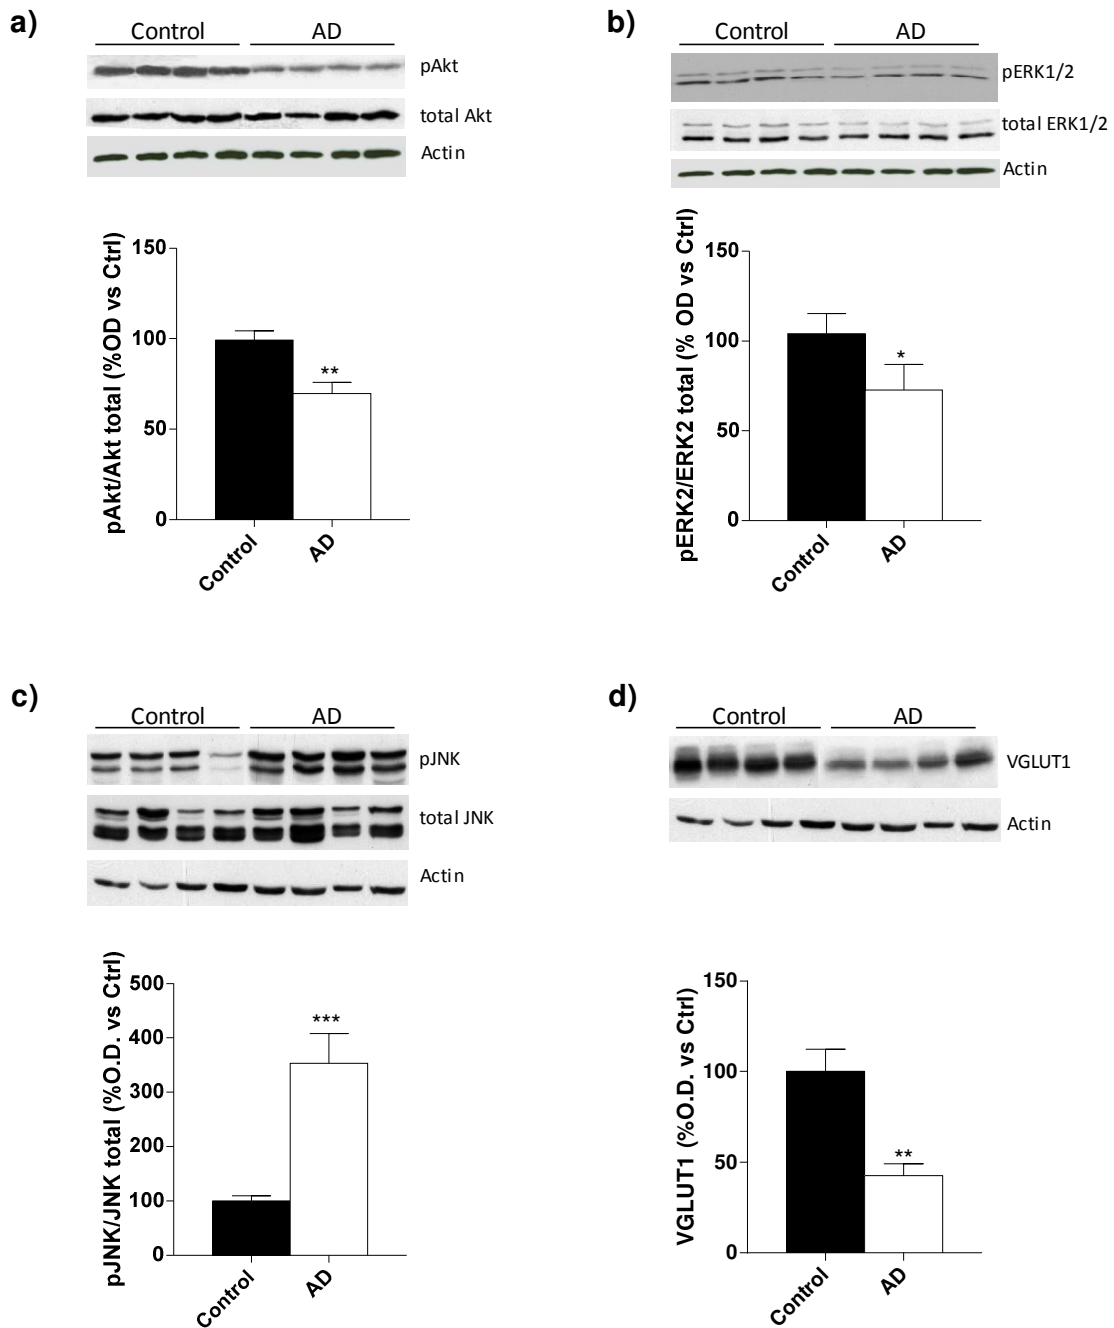 a)
Control AD
pAkt
total Akt
Actin
pAkt/Akt total (%OD vs Ctrl)
150
100
50
0
**
Control
AD
b)
Control AD
pERK1/2
total ERK1/2
Actin
pERK2/ERK2 total (% OD vs Ctrl)
150
100
50
0
*
Control
AD
c)
Control AD
pJNK
total JNK
Actin
pJNK/JNK total (%O.D. vs Ctrl)
500
400
300
200
100
0
***
Control
AD
d)
Control AD
VGLUT1
Actin
VGLUT1 (%O.D. vs Ctrl)
150
100
50
0
**
Control
AD